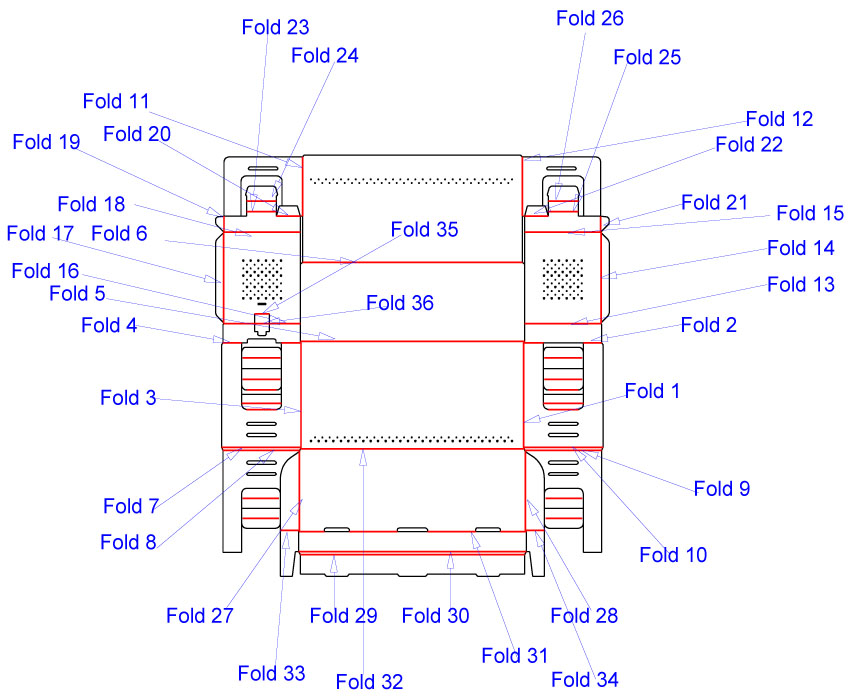 Fold 26
Fold 23
Fold 24
Fold 25
Fold 11
Fold 12
Fold 20
Fold 19
Fold 22
Fold 18
Fold 21
Fold 15
Fold 17
Fold 6
Fold 35
Fold 14
Fold 16
Fold 13
Fold 5
Fold 36
Fold 4
Fold 2
Fold 3
Fold 1
Fold 9
Fold 7
Fold 8
Fold 10
Fold 27
Fold 29
Fold 30
Fold 28
Fold 31
Fold 33
Fold 32
Fold 34